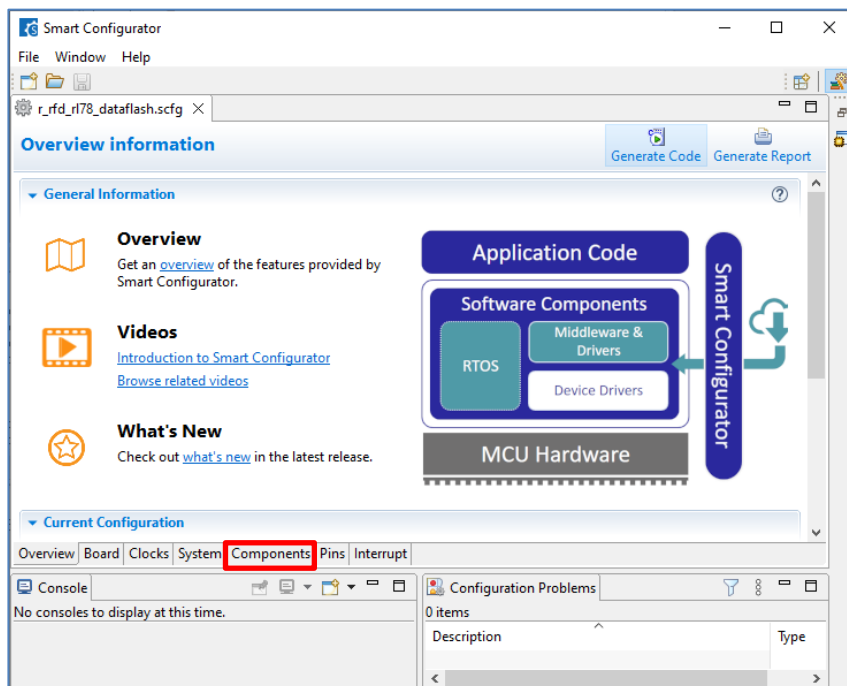 Smart Configurator
File Window Help
r_rfd_rl78_dataflash.scfg
Overview information
Generate Code Generate Report
General Information
Overview
Get an overview of the features provided by
Smart Configurator.
Videos
Introduction to Smart Configurator
Browse related videos
What's New
Check out what's new in the latest release.
Application Code
Software Components
RTOS
Middleware &
Drivers
Device Drivers
MCU Hardware
Smart Configurator
Current Configuration
Overview Board Clocks System Components Pins Interrupt
Console
No consoles to display at this time.
Configuration Problems
0 items
Description Type